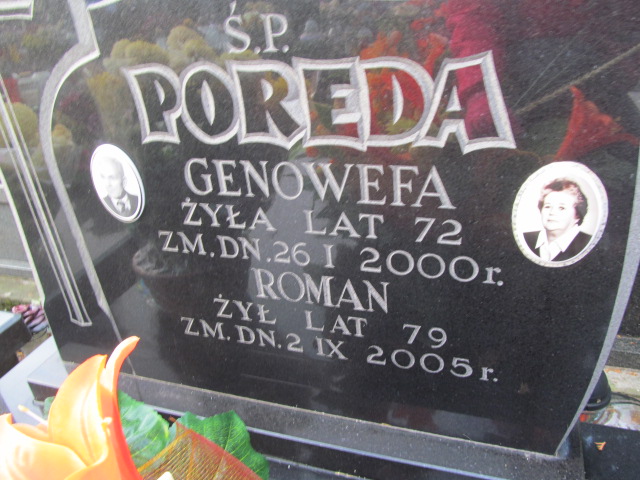 Ś.P.
POREDA
GENOWEFA
ŻYŁA LAT 72
ZM.DN.26 I 2000r.
ROMAN
ŻYŁ LAT 79
ZM.DN.2 IX 2005r.